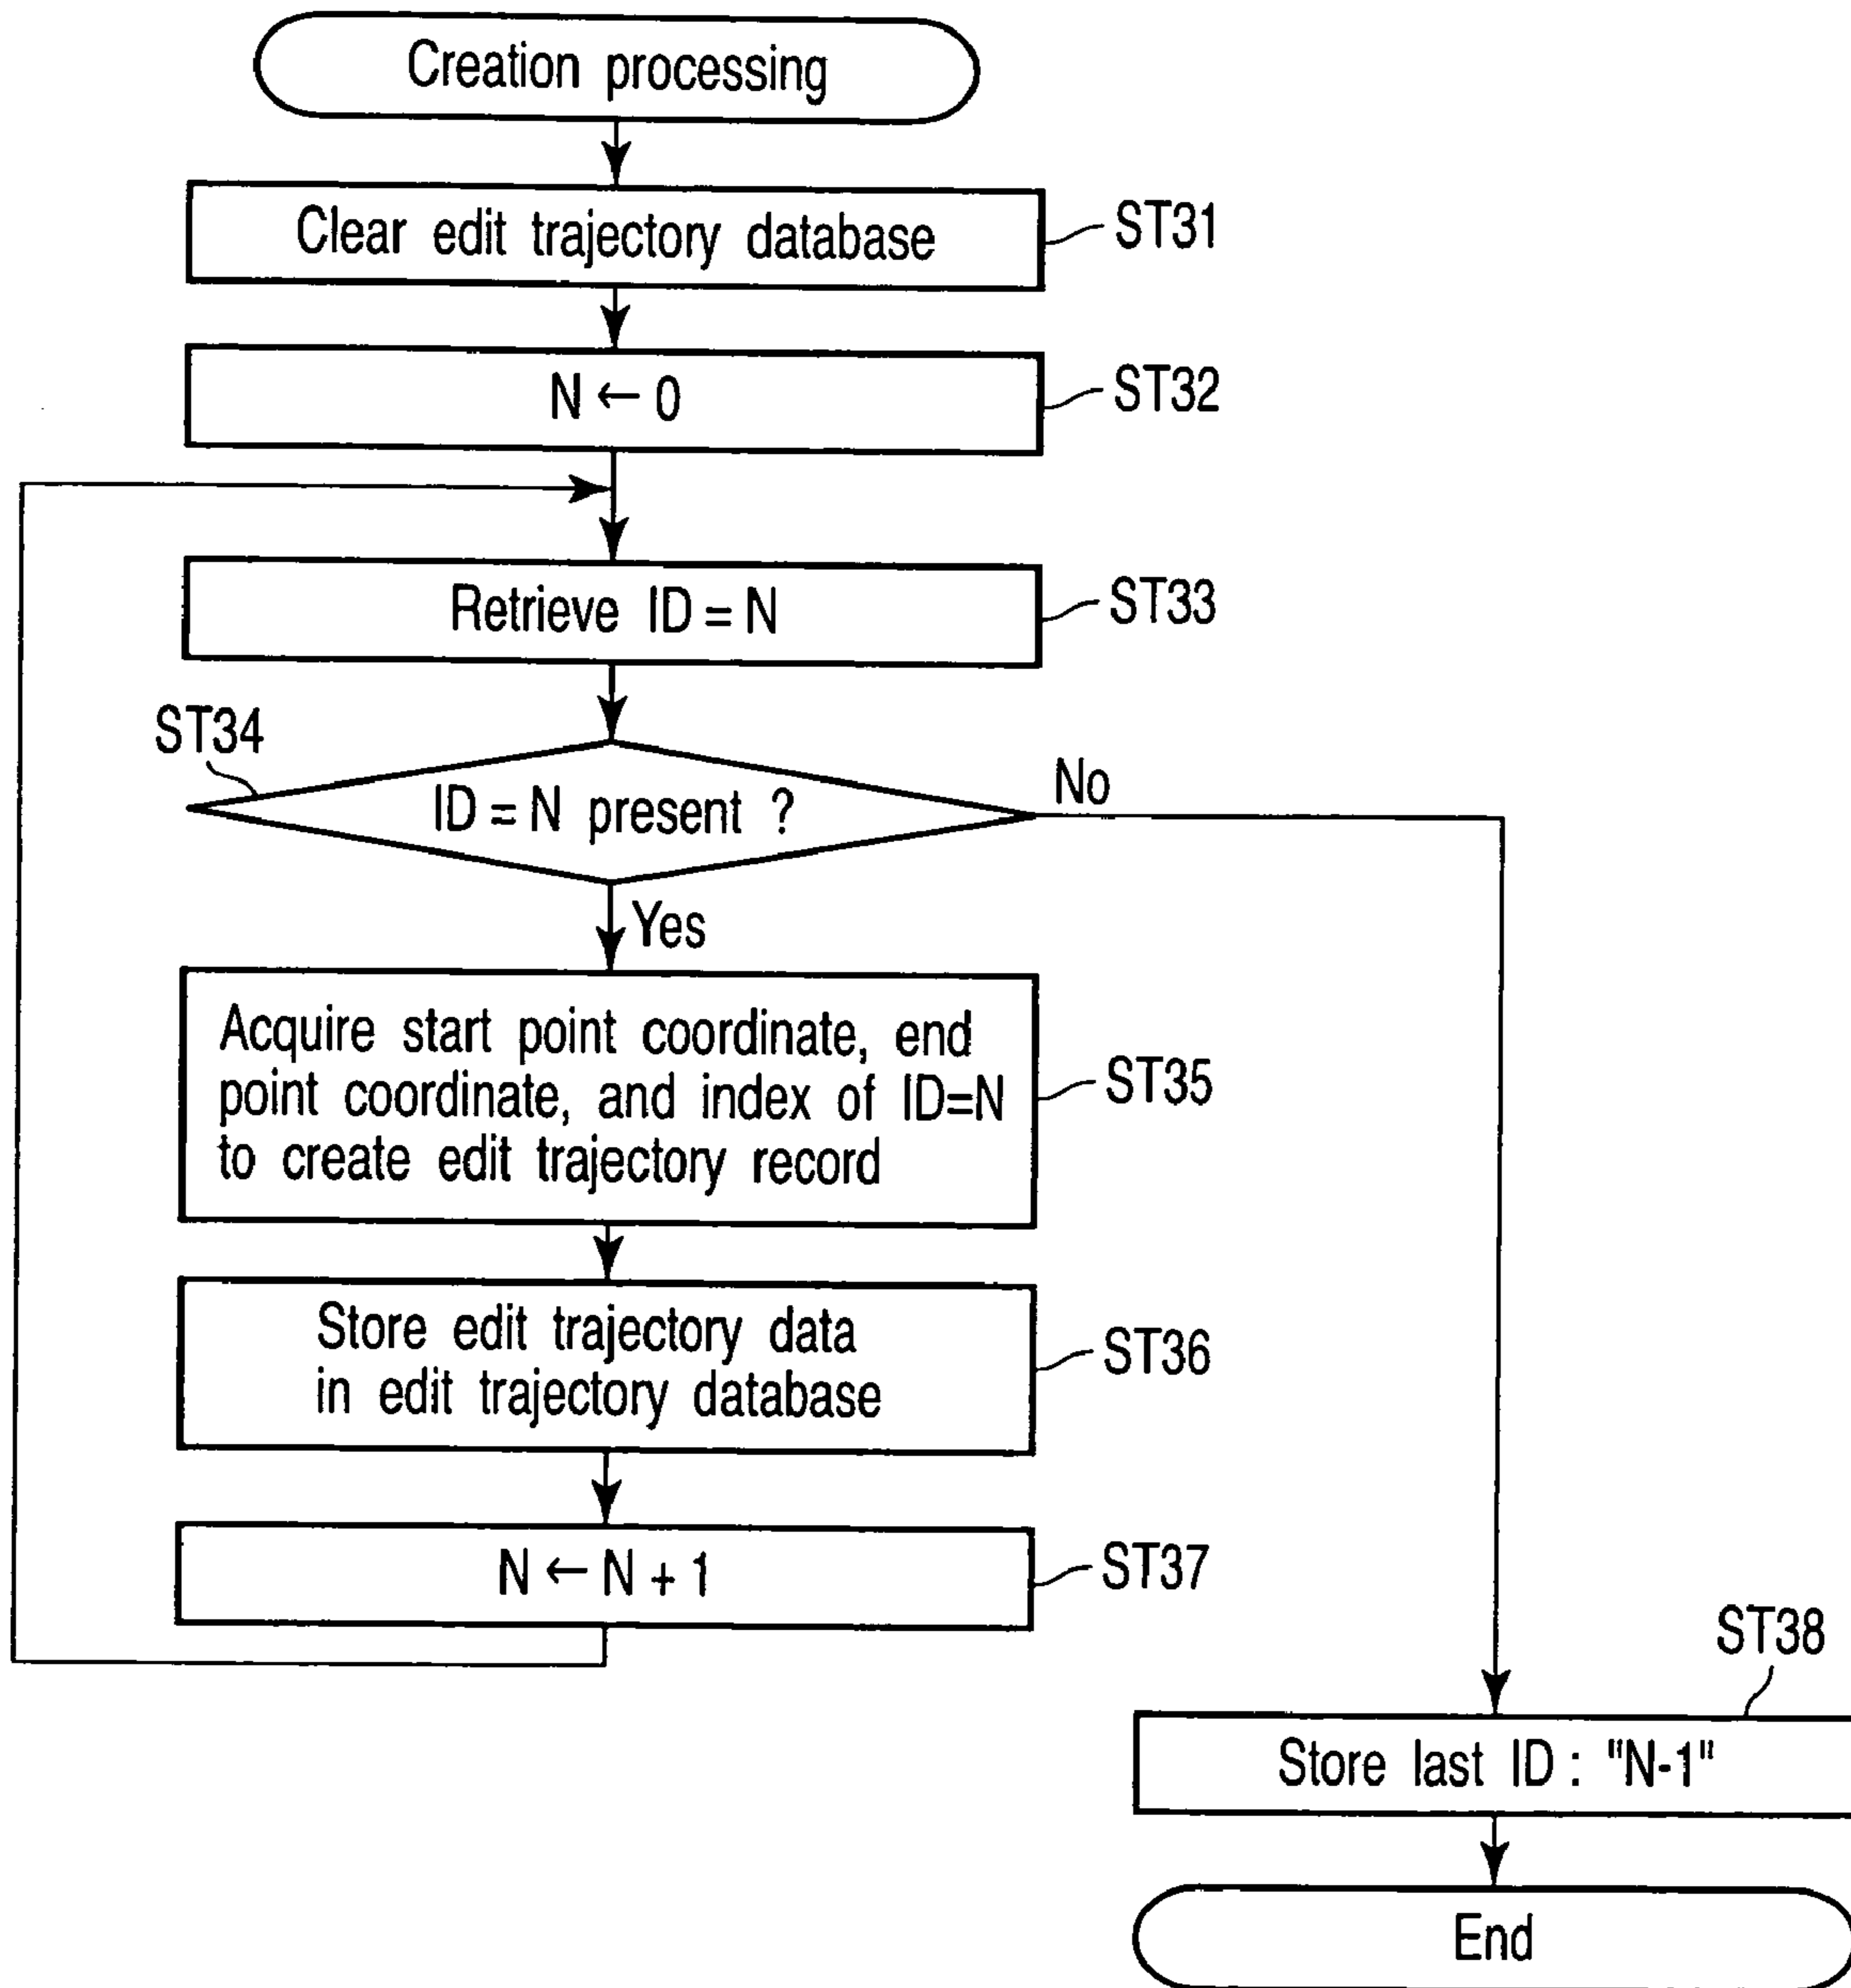 Creation processing
Clear edit trajectory database
ST31
N ← 0
ST32
Retrieve ID = N
ST33
ST34
ID = N present ?
No
Yes
Acquire start point coordinate, end
point coordinate, and index of ID=N
to create edit trajectory record
ST35
Store edit trajectory data
in edit trajectory database
ST36
N ← N + 1
ST37
ST38
Store last ID : "N-1"
End